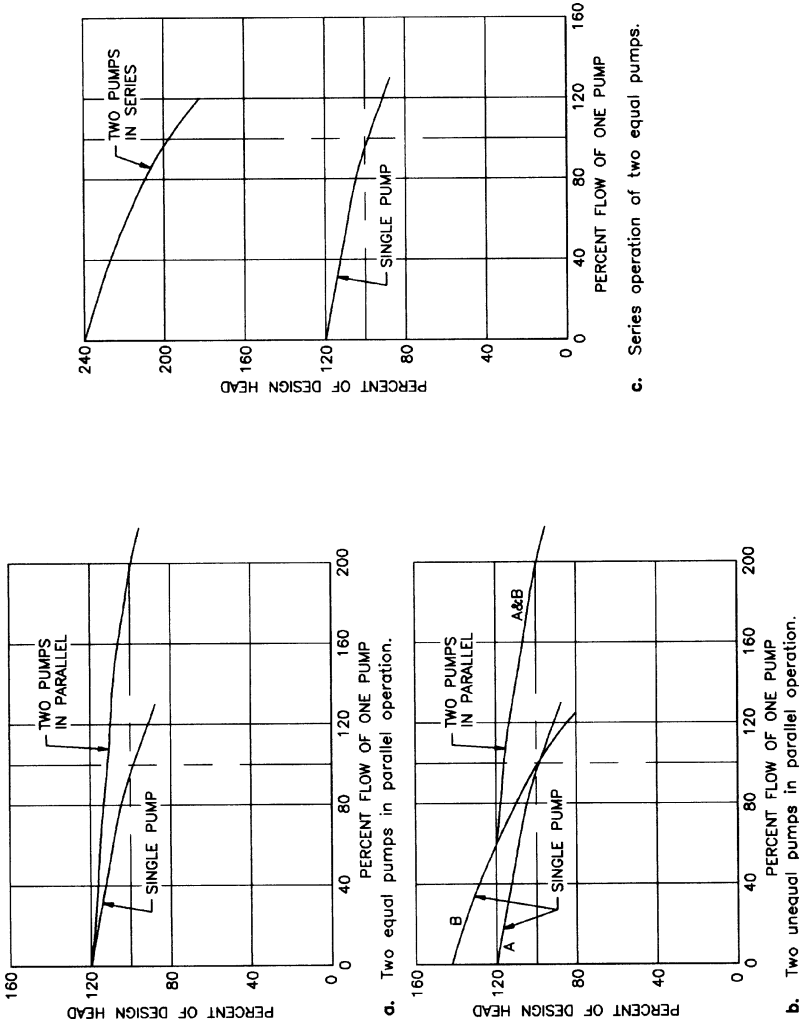 160
120
80
40
0
PERCENT OF DESIGN HEAD
TWO PUMPS
IN PARALLEL
SINGLE PUMP
0
40
80
120
160
200
PERCENT FLOW OF ONE PUMP
a. Two equal pumps in parallel operation.
160
120
80
40
0
PERCENT OF DESIGN HEAD
B
A
TWO PUMPS
IN PARALLEL
A&B
SINGLE PUMP
0
40
80
120
160
200
PERCENT FLOW OF ONE PUMP
b. Two unequal pumps in parallel operation.
240
200
160
120
80
40
0
PERCENT OF DESIGN HEAD
TWO PUMPS
IN SERIES
SINGLE PUMP
0
40
80
120
160
PERCENT FLOW OF ONE PUMP
c. Series operation of two equal pumps.